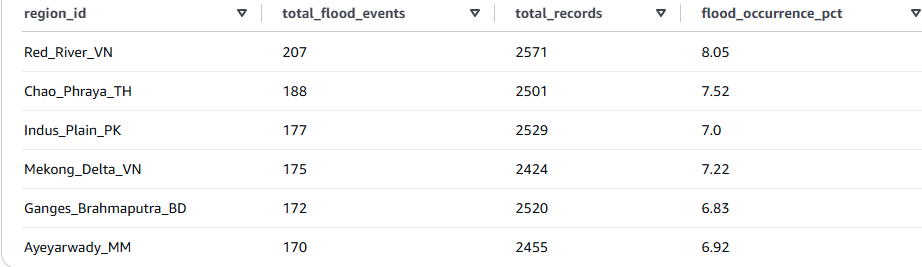 region_id total_flood_events total_records flood_occurrence_pct
Red_River_VN 207 2571 8.05
Chao_Phraya_TH 188 2501 7.52
Indus_Plain_PK 177 2529 7.0
Mekong_Delta_VN 175 2424 7.22
Ganges_Brahmaputra_BD 172 2520 6.83
Ayeyarwady_MM 170 2455 6.92